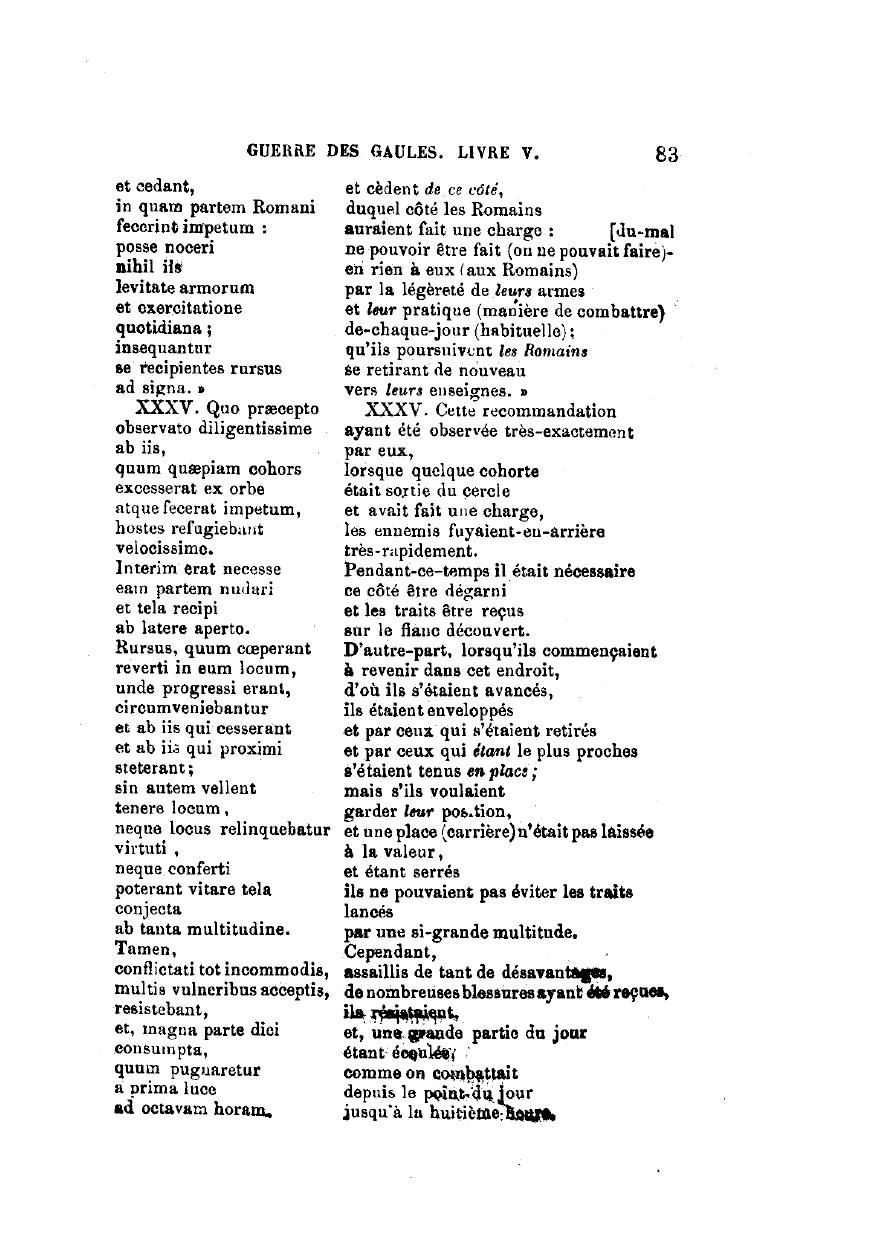 GUERRE DES GAULES. LIVRE V. 83
et cedant,
in quam partem Romani
fecerint impetum :
posse noceri
nihil iis
levitate armorum
et exercitatione
quotidiana ;
insequantur
se recipientes rursus
ad signa. »
XXXV. Quo præcepto
observato diligentissime
ab iis,
quum quæpiam cohors
excesserat ex orbe
atque fecerat impetum,
hostes refugiebant
velocissime.
Interim erat necesse
eam partem nudari
et tela recipi
ab latere aperto.
Rursus, quum cœperant
reverti in eum locum,
unde progressi erant,
circumveniebantur
et ab iis qui cesserant
et ab iis qui proximi
steterant ;
sin autem vellent
tenere locum,
neque locus relinquebatur
virtuti ,
neque conferti
poterant vitare tela
conjecta
ab tanta multitudine.
Tamen,
conflictati tot incommodis,
multis vulneribus acceptis,
resistebant,
et, magna parte diei
consumpta,
quum pugnaretur
a prima luce
ad octavam horam,
et cèdent de ce côté,
duquel côté les Romains
auraient fait une charge : [du-mal
ne pouvoir être fait (on ne pouvait faire)-
en rien à eux (aux Romains)
par la légèreté de leurs armes
et leur pratique (manière de combattre)
de-chaque-jour (habituelle) ;
qu'ils poursuivent les Romains
se retirant de nouveau
vers leurs enseignes. »
XXXV. Cette recommandation
ayant été observée très-exactement
par eux,
lorsque quelque cohorte
était sortie du cercle
et avait fait une charge,
les ennemis fuyaient-en-arrière
très-rapidement.
Pendant-ce-temps il était nécessaire
ce côté être dégarni
et les traits être reçus
sur le flanc découvert.
D'autre-part, lorsqu'ils commençaient
à revenir dans cet endroit,
d'où ils s'étaient avancés,
ils étaient enveloppés
et par ceux qui s'étaient retirés
et par ceux qui étant le plus proches
s'étaient tenus en place ;
mais s'ils voulaient
garder leur position,
et une place (carrière) n'était pas laissée
à la valeur,
et étant serrés
ils ne pouvaient pas éviter les traits
lancés
par une si-grande multitude.
Cependant,
assaillis de tant de désavantages,
de nombreuses blessures ayant été reçues,
ils résistaient,
et, une grande partie du jour
étant écoulée,
comme on combattait
depuis le point-du jour
jusqu'à la huitième heure,